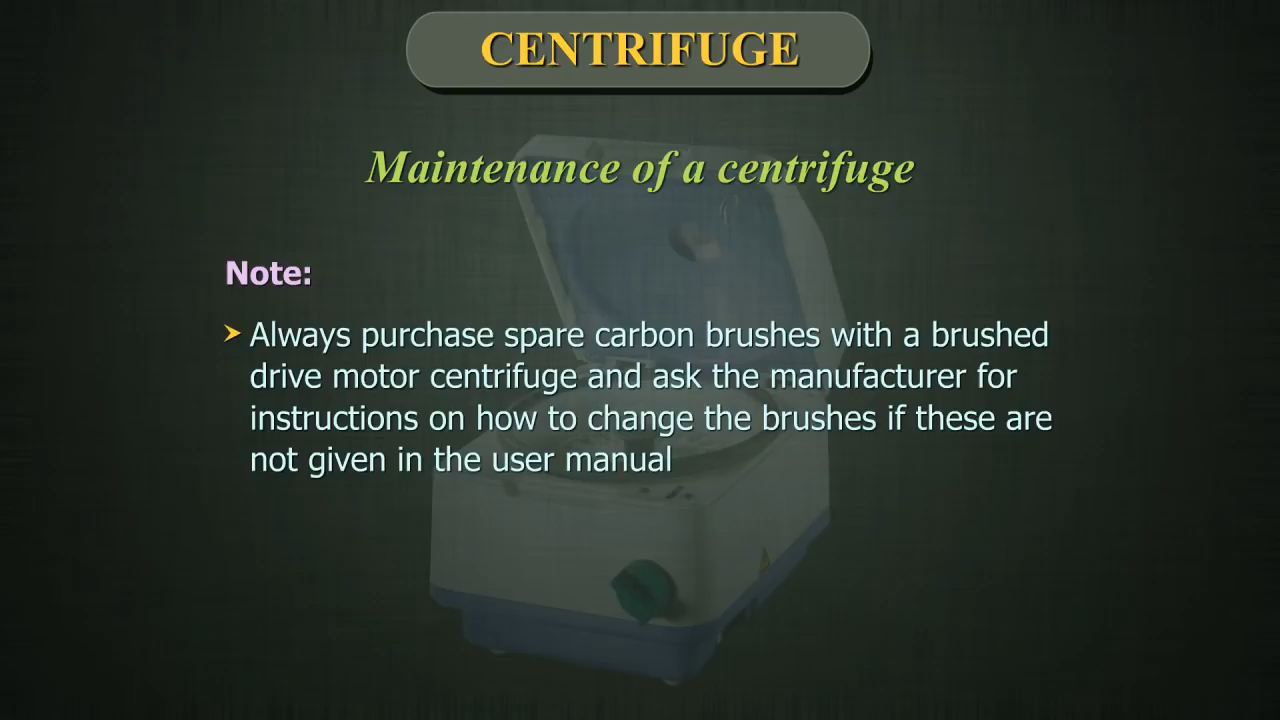 CENTRIFUGE
Maintenance of a centrifuge
Note:
➤ Always purchase spare carbon brushes with a brushed
drive motor centrifuge and ask the manufacturer for
instructions on how to change the brushes if these are
not given in the user manual